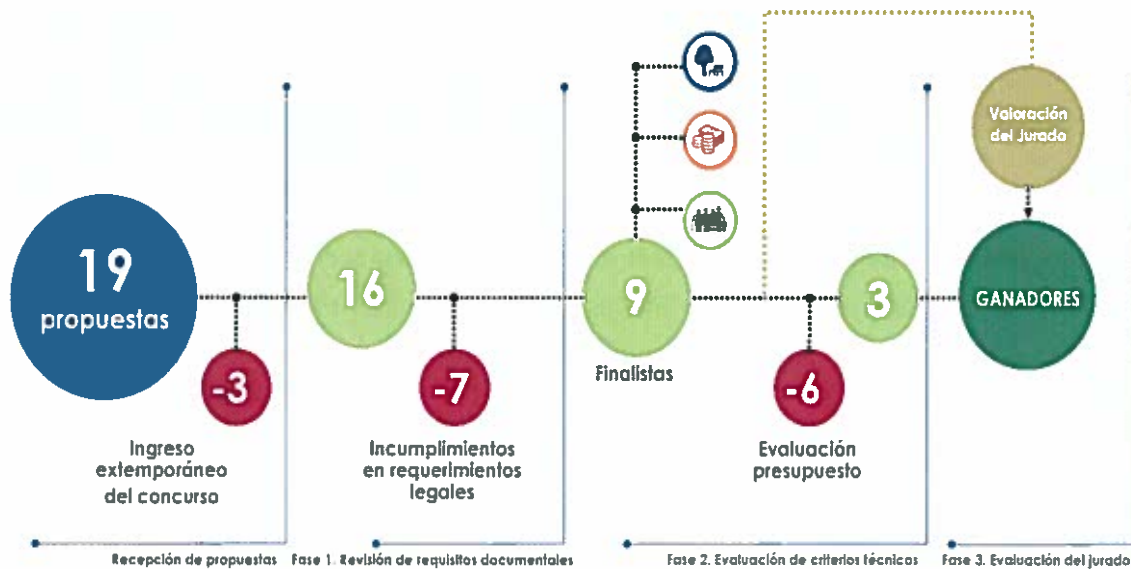 19
propuestas
-3
Ingreso
extemporáneo
del concurso
16
-7
Incumplimientos
en requerimientos
legales
9
Finalistas
-6
Evaluación
presupuesto
3
Valoración
del Jurado
GANADORES
Recepción de propuestas
Fase 1. Revisión de requisitos documentales
Fase 2. Evaluación de criterios técnicos
Fase 3. Evaluación del jurado